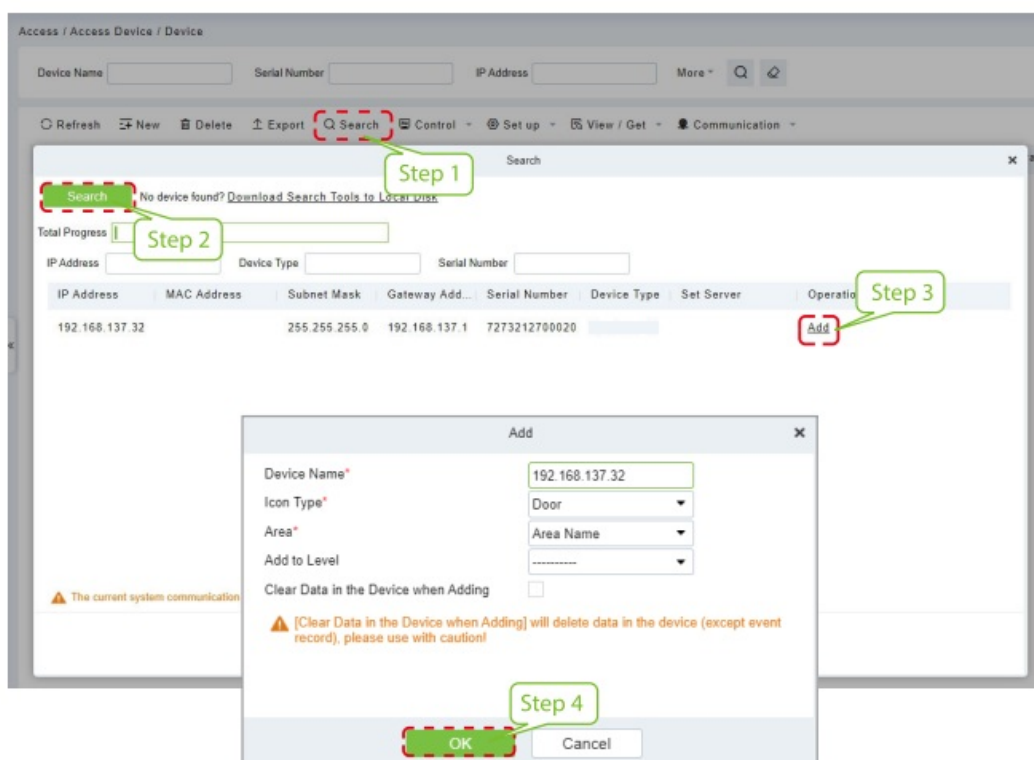 Access / Access Device / Device
Device Name Serial Number IP Address More
Refresh New Delete Export Search Control Set up View / Get Communication
Step 1
Search
Search No device found? Download Search Tools to Local Disk
Step 2
Total Progress
IP Address Device Type Serial Number
IP Address MAC Address Subnet Mask Gateway Add... Serial Number Device Type Set Server
Step 3
192.168.137.32 255.255.255.0 192.168.137.1 7273212700020 Add
Add
Device Name* 192.168.137.32
Icon Type* Door
Area* Area Name
Add to Level ----------
Clear Data in the Device when Adding
The current system communication
[Clear Data in the Device when Adding] will delete data in the device (except event
record), please use with caution!
Step 4
OK Cancel